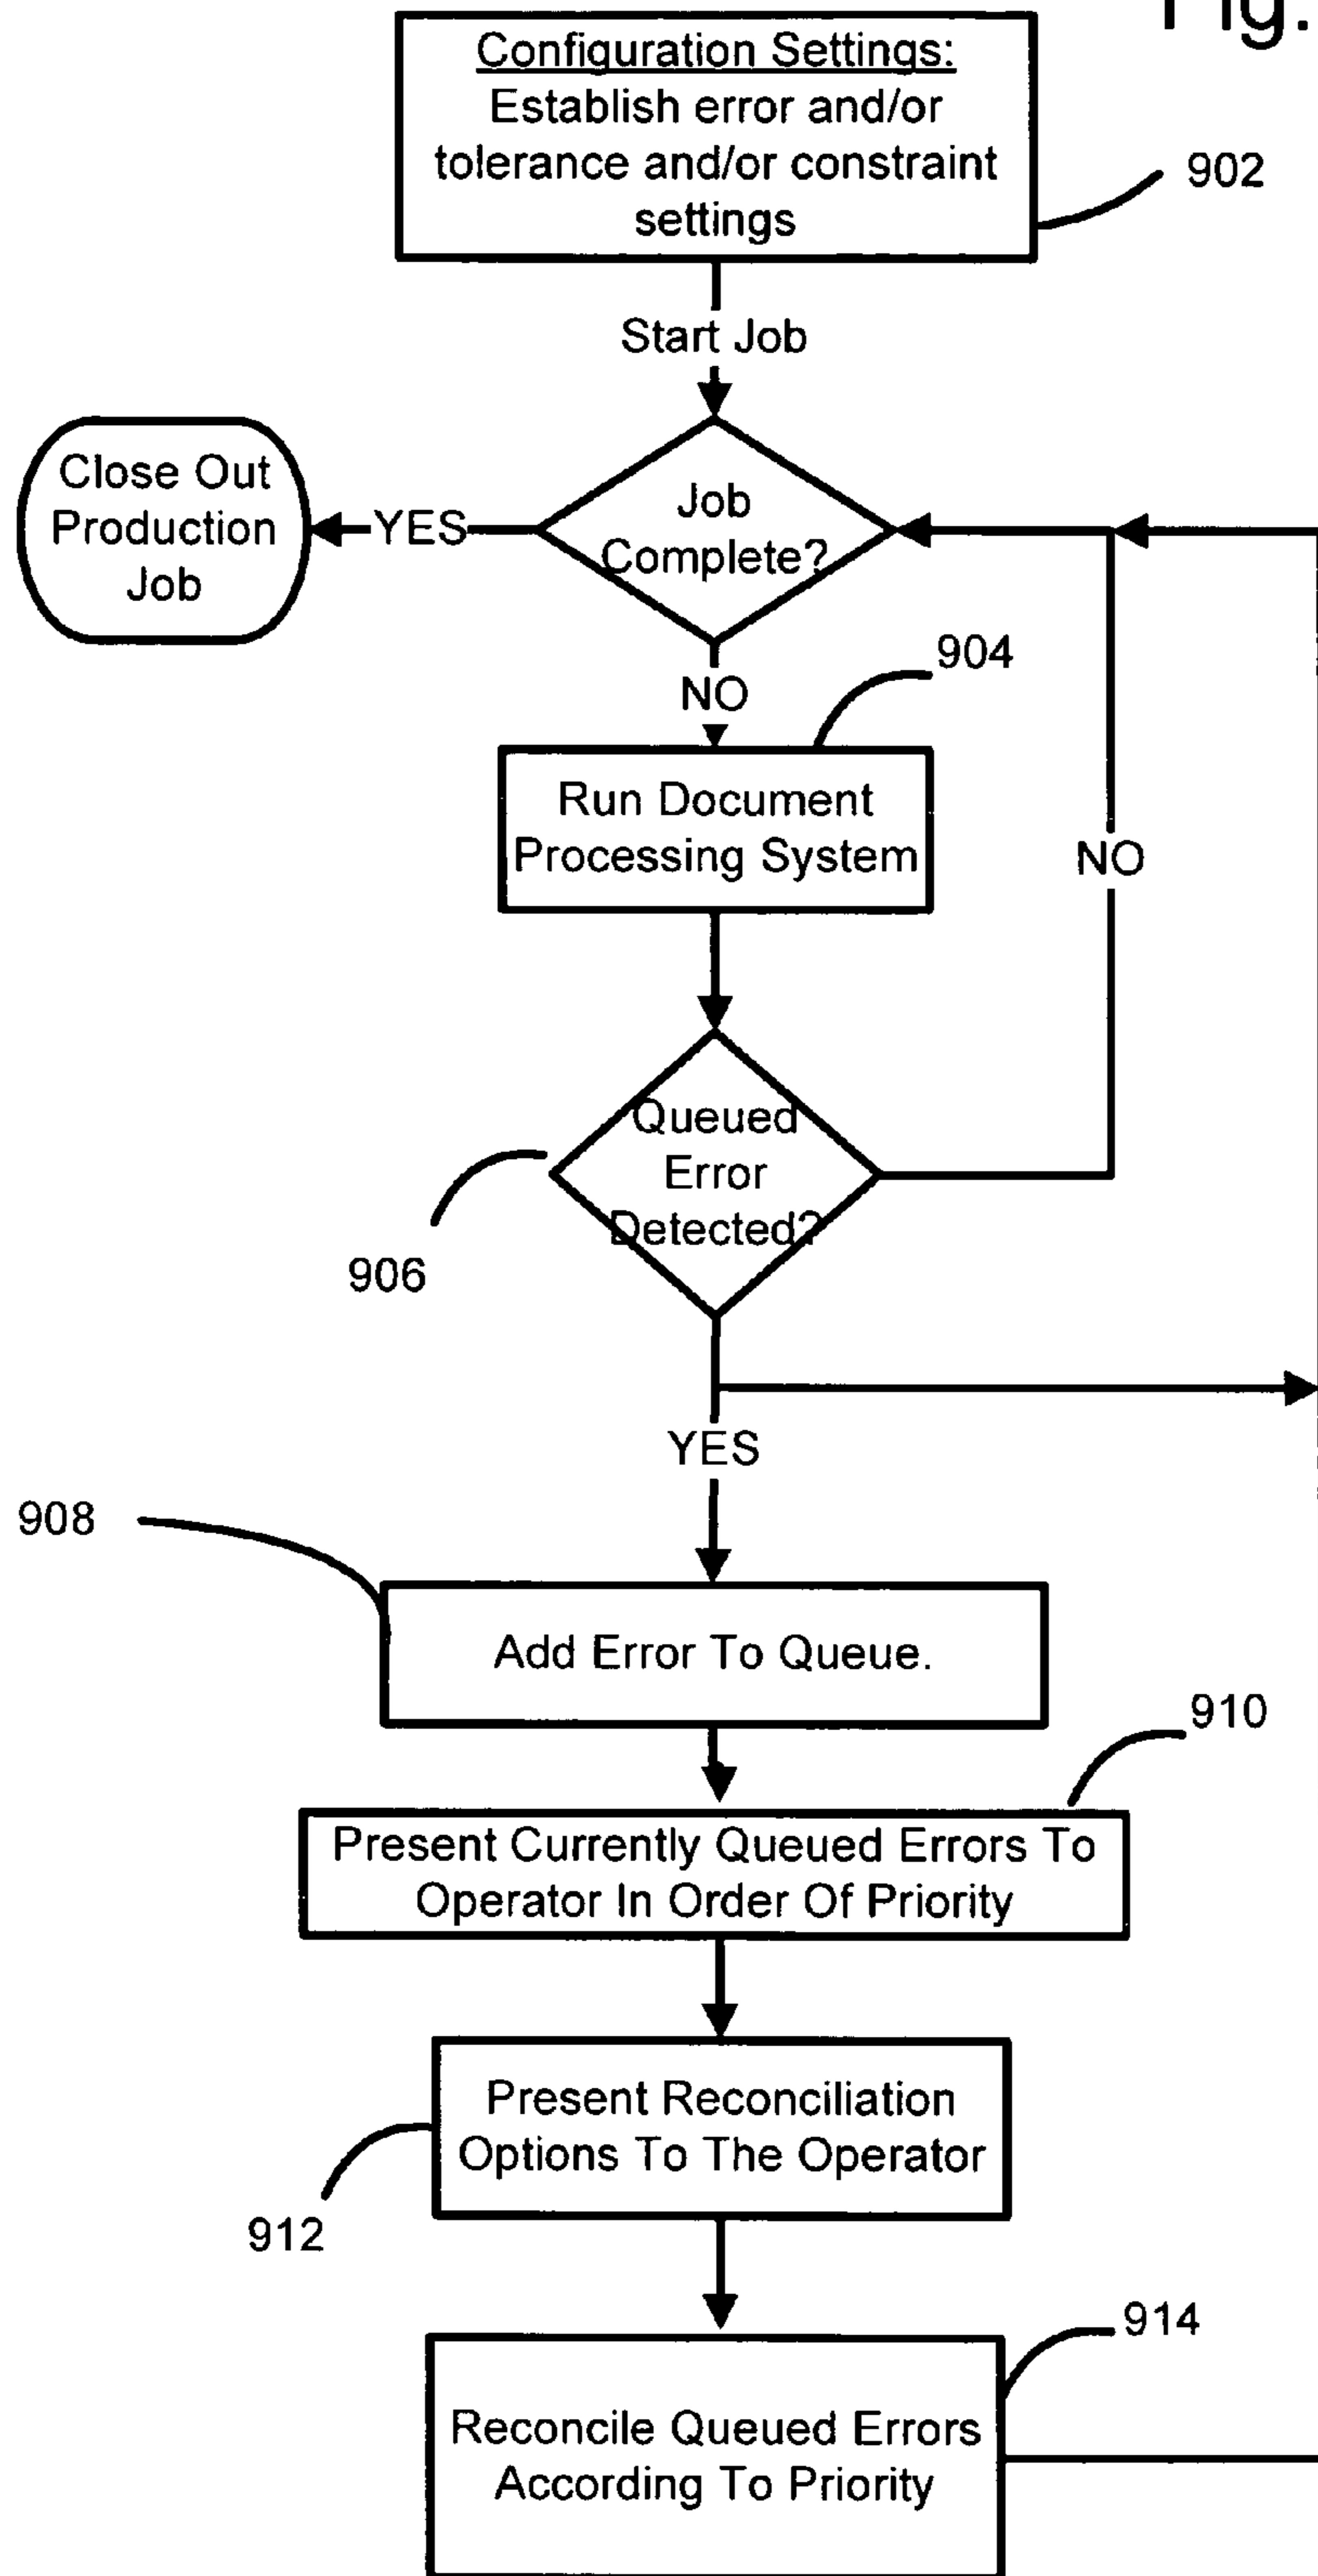 Fig.
Configuration Settings:
Establish error and/or
tolerance and/or constraint
settings
902
Start Job
Close Out
Production
Job
YES
Job
Complete?
NO
904
Run Document
Processing System
NO
Queued
Error
Detected?
906
YES
908
Add Error To Queue.
910
Present Currently Queued Errors To
Operator In Order Of Priority
Present Reconciliation
Options To The Operator
912
914
Reconcile Queued Errors
According To Priority